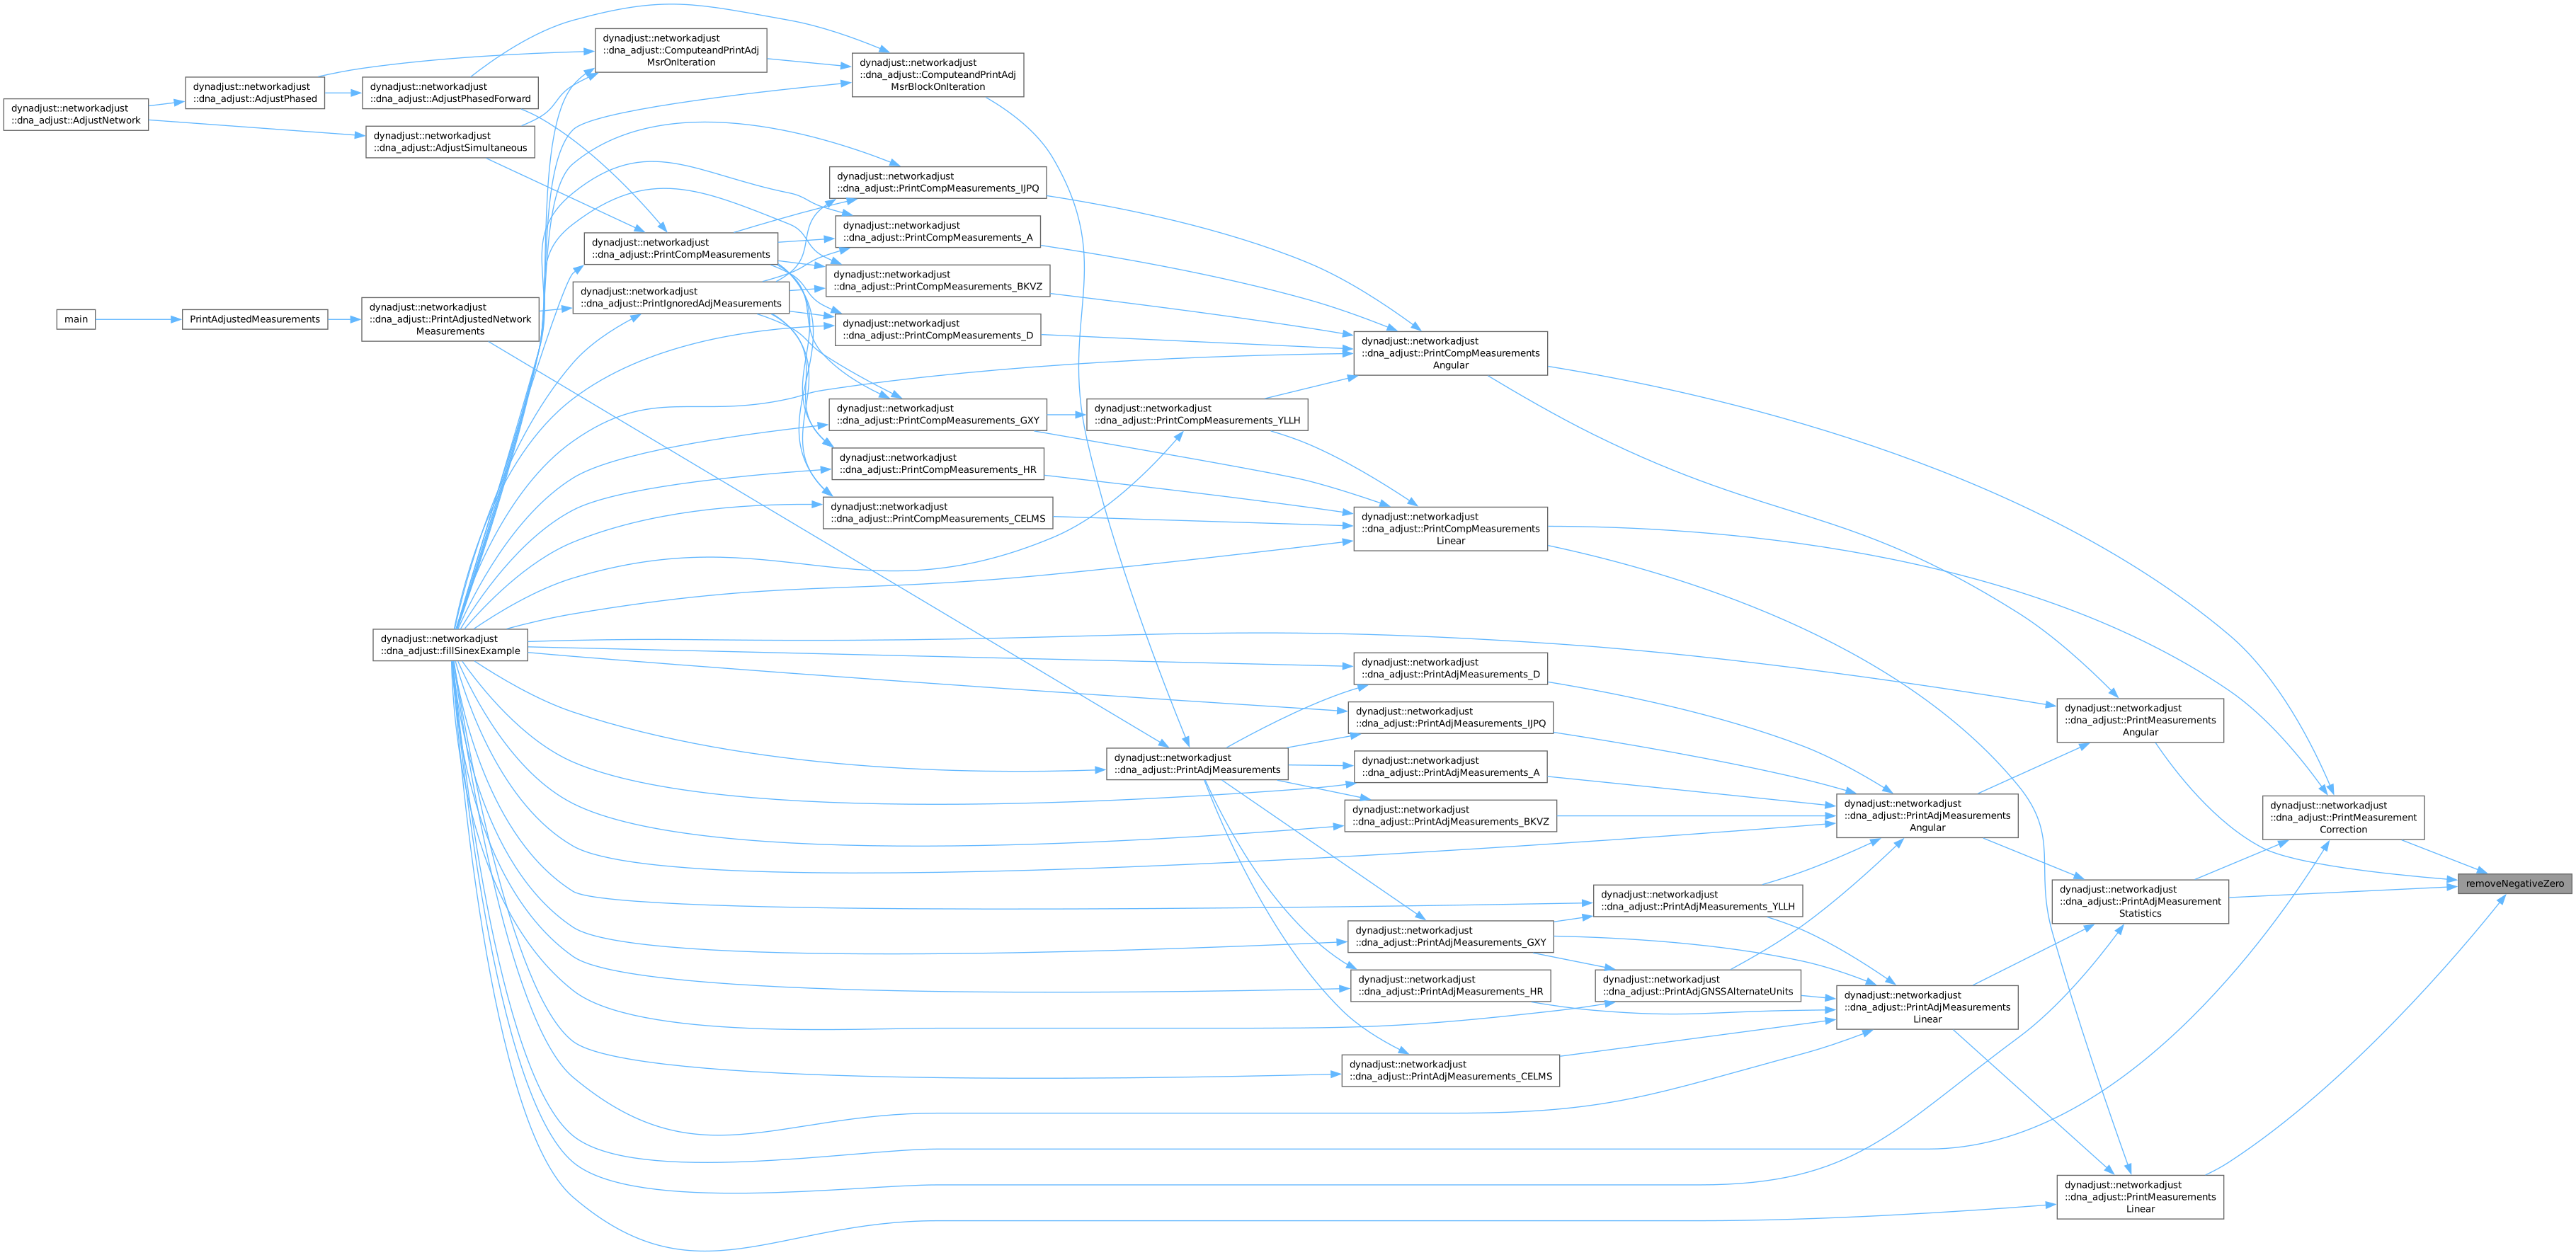 dynadjust::networkadjust
::dna_adjust::ComputeandPrintAdj
MsrOnIteration
dynadjust::networkadjust
::dna_adjust::ComputeandPrintAdj
MsrBlockOnIteration
dynadjust::networkadjust
::dna_adjust::AdjustPhased
dynadjust::networkadjust
::dna_adjust::AdjustPhasedForward
dynadjust::networkadjust
::dna_adjust::AdjustNetwork
dynadjust::networkadjust
::dna_adjust::AdjustSimultaneous
dynadjust::networkadjust
::dna_adjust::PrintCompMeasurements_IJPQ
dynadjust::networkadjust
::dna_adjust::PrintCompMeasurements_A
dynadjust::networkadjust
::dna_adjust::PrintCompMeasurements
dynadjust::networkadjust
::dna_adjust::PrintCompMeasurements_BKVZ
dynadjust::networkadjust
::dna_adjust::PrintIgnoredAdjMeasurements
main
PrintAdjustedMeasurements
dynadjust::networkadjust
::dna_adjust::PrintAdjustedNetwork
Measurements
dynadjust::networkadjust
::dna_adjust::PrintCompMeasurements_D
dynadjust::networkadjust
::dna_adjust::PrintCompMeasurements
Angular
dynadjust::networkadjust
::dna_adjust::PrintCompMeasurements_GXY
dynadjust::networkadjust
::dna_adjust::PrintCompMeasurements_YLLH
dynadjust::networkadjust
::dna_adjust::PrintCompMeasurements_HR
dynadjust::networkadjust
::dna_adjust::PrintCompMeasurements_CELMS
dynadjust::networkadjust
::dna_adjust::PrintCompMeasurements
Linear
dynadjust::networkadjust
::dna_adjust::fillSinexExample
dynadjust::networkadjust
::dna_adjust::PrintAdjMeasurements_D
dynadjust::networkadjust
::dna_adjust::PrintAdjMeasurements_IJPQ
dynadjust::networkadjust
::dna_adjust::PrintMeasurements
Angular
dynadjust::networkadjust
::dna_adjust::PrintAdjMeasurements
dynadjust::networkadjust
::dna_adjust::PrintAdjMeasurements_A
dynadjust::networkadjust
::dna_adjust::PrintAdjMeasurements_BKVZ
dynadjust::networkadjust
::dna_adjust::PrintAdjMeasurements
Angular
dynadjust::networkadjust
::dna_adjust::PrintMeasurement
Correction
removeNegativeZero
dynadjust::networkadjust
::dna_adjust::PrintAdjMeasurement
Statistics
dynadjust::networkadjust
::dna_adjust::PrintAdjMeasurements_YLLH
dynadjust::networkadjust
::dna_adjust::PrintAdjMeasurements_GXY
dynadjust::networkadjust
::dna_adjust::PrintAdjMeasurements_HR
dynadjust::networkadjust
::dna_adjust::PrintAdjGNSSAlternateUnits
dynadjust::networkadjust
::dna_adjust::PrintAdjMeasurements
Linear
dynadjust::networkadjust
::dna_adjust::PrintAdjMeasurements_CELMS
dynadjust::networkadjust
::dna_adjust::PrintMeasurements
Linear